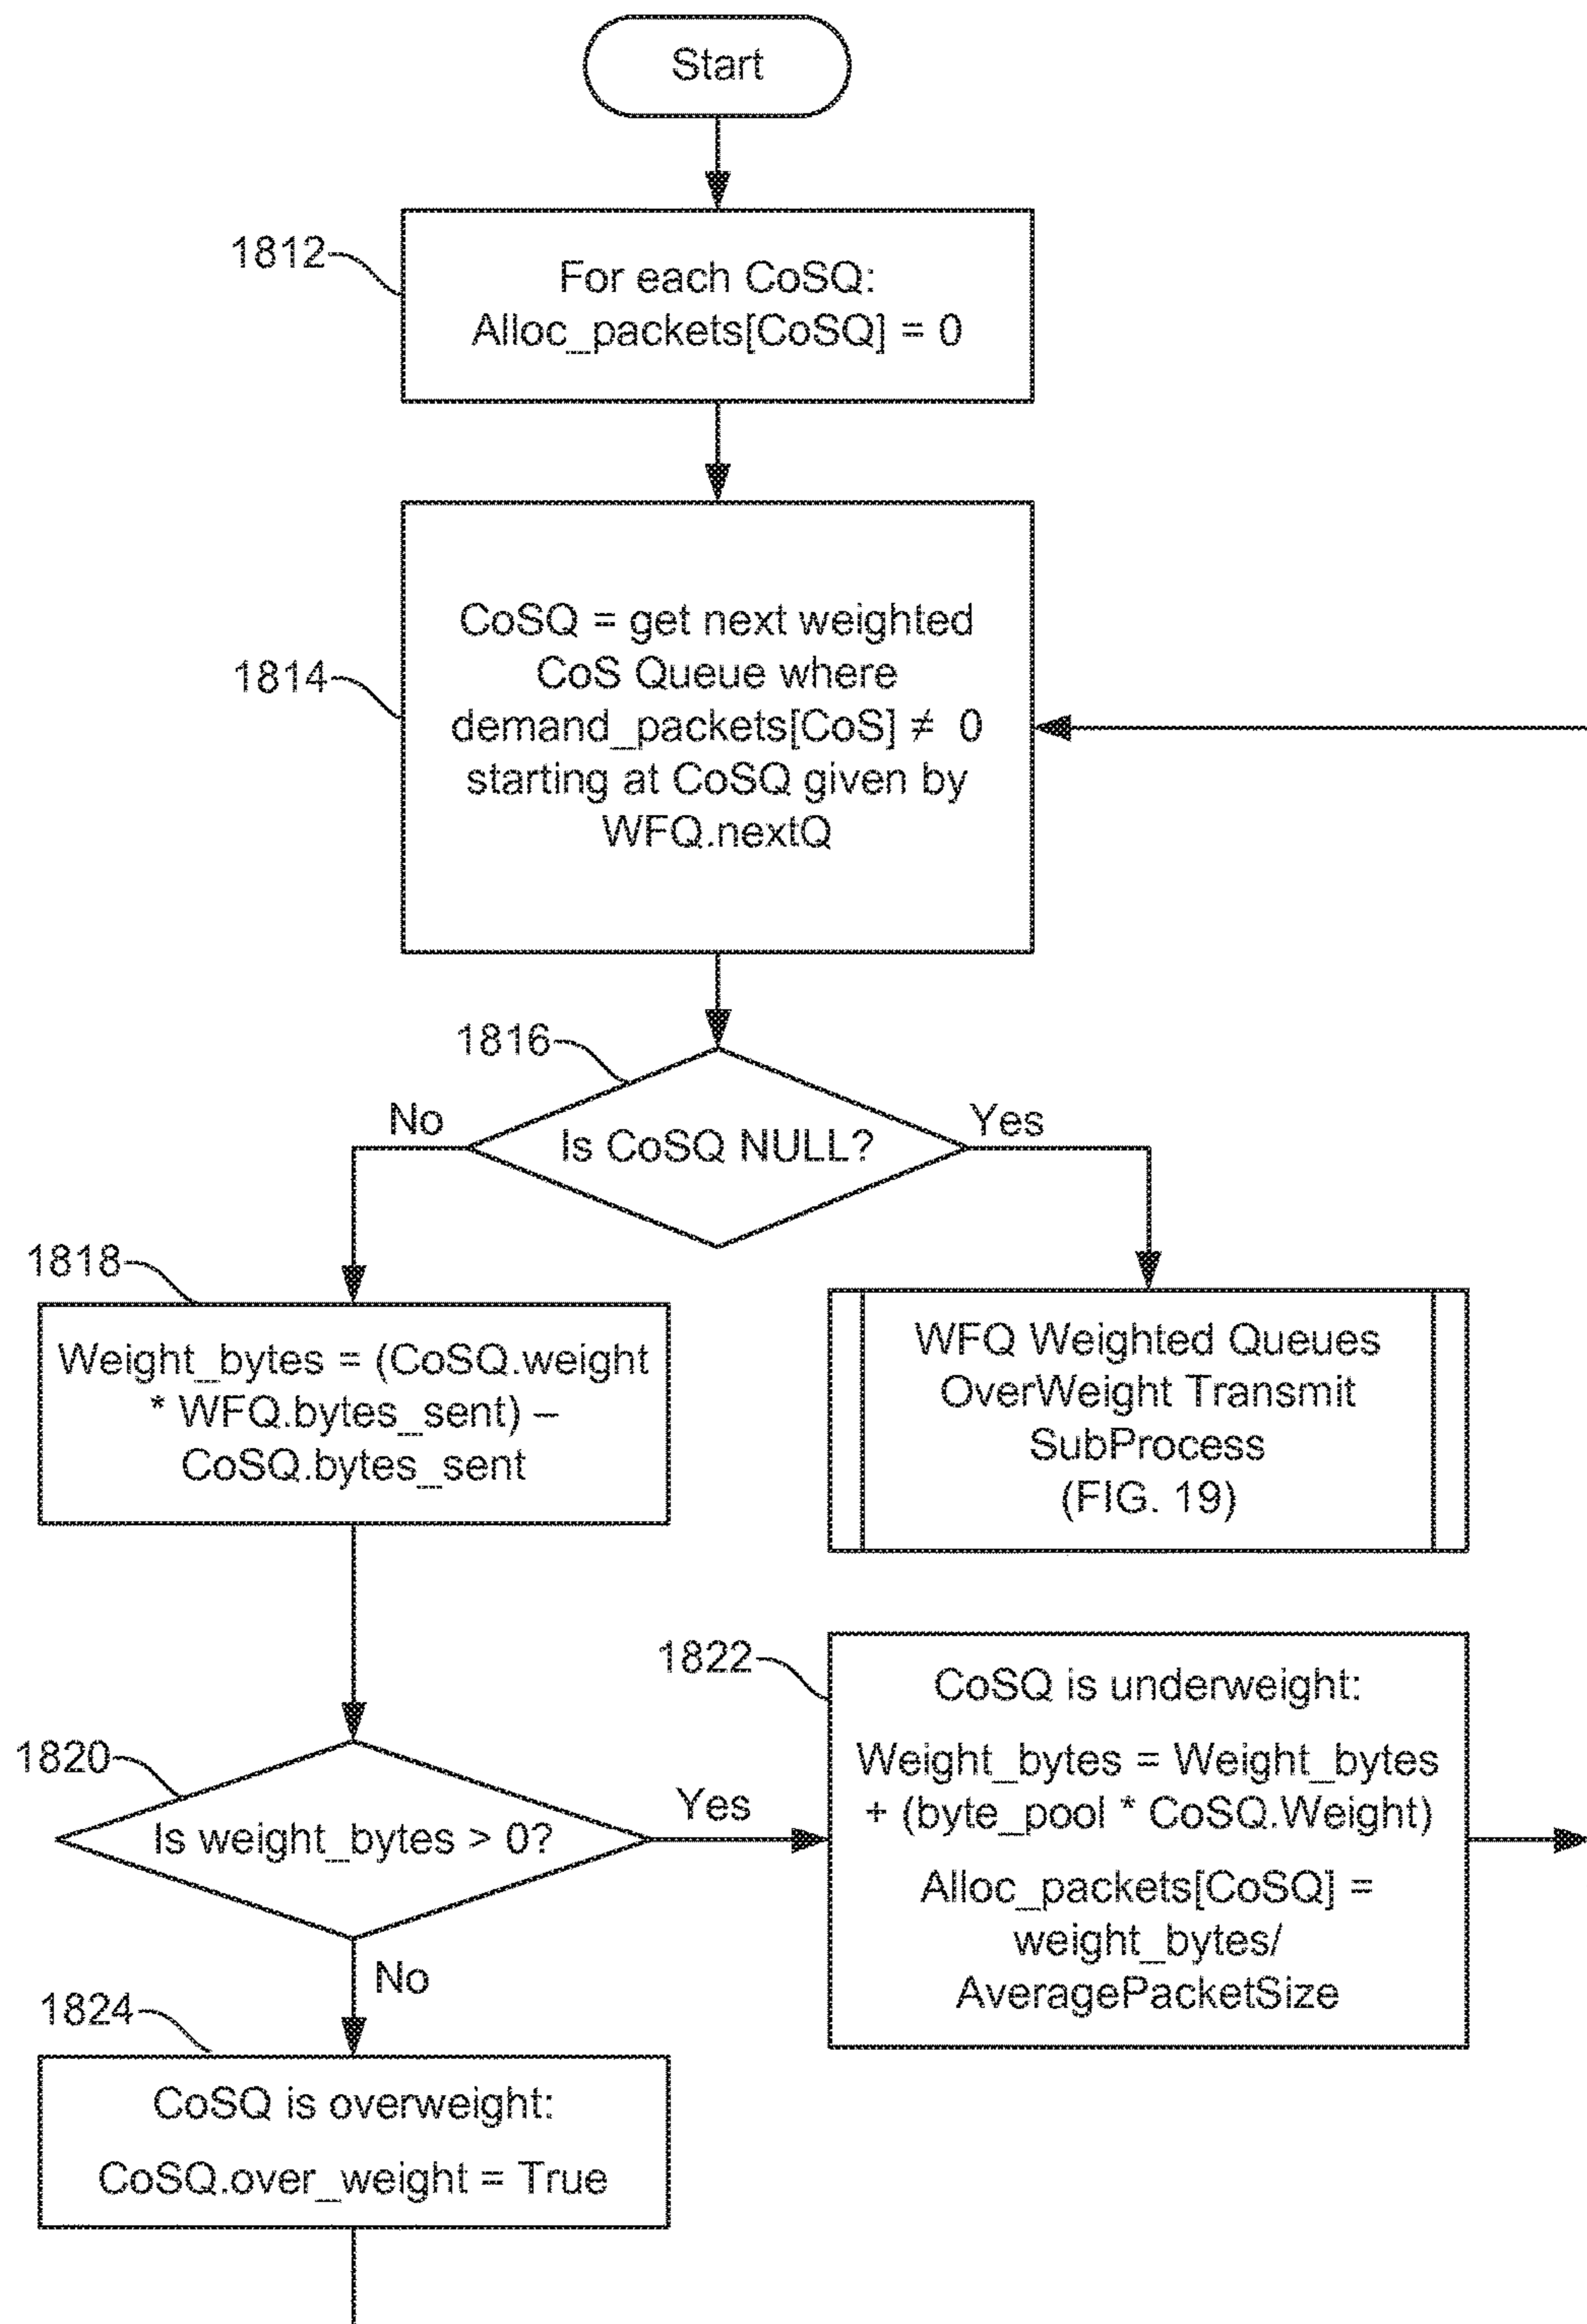 Start
1812
For each CoSQ:
Alloc_packets[CoSQ] = 0
1814
CoSQ = get next weighted
CoS Queue where
demand_packets[CoS] ≠ 0
starting at CoSQ given by
WFQ.nextQ
1816
No
Is CoSQ NULL?
Yes
1818
Weight_bytes = (CoSQ.weight
* WFQ.bytes_sent) –
CoSQ.bytes_sent
WFQ Weighted Queues
OverWeight Transmit
SubProcess
(FIG. 19)
1820
Is weight_bytes > 0?
Yes
No
1822
CoSQ is underweight:
Weight_bytes = Weight_bytes
+ (byte_pool * CoSQ.Weight)
Alloc_packets[CoSQ] =
weight_bytes/
AveragePacketSize
1824
CoSQ is overweight:
CoSQ.over_weight = True